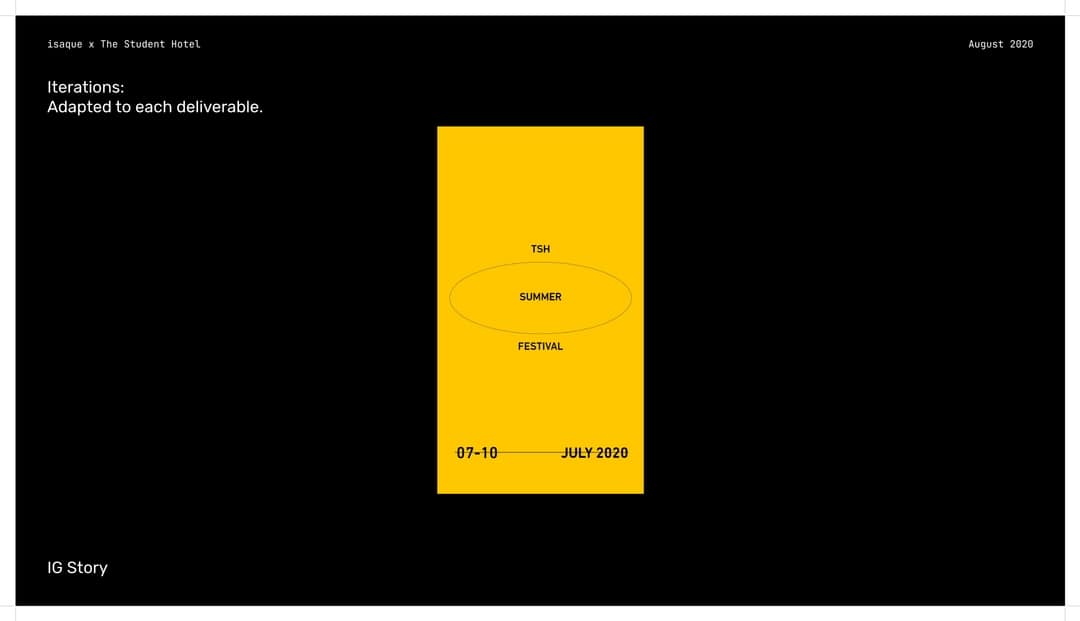 isaque x The Student Hotel
August 2020
Iterations:
Adapted to each deliverable.
TSH
SUMMER
FESTIVAL
07-10 JULY 2020
IG Story